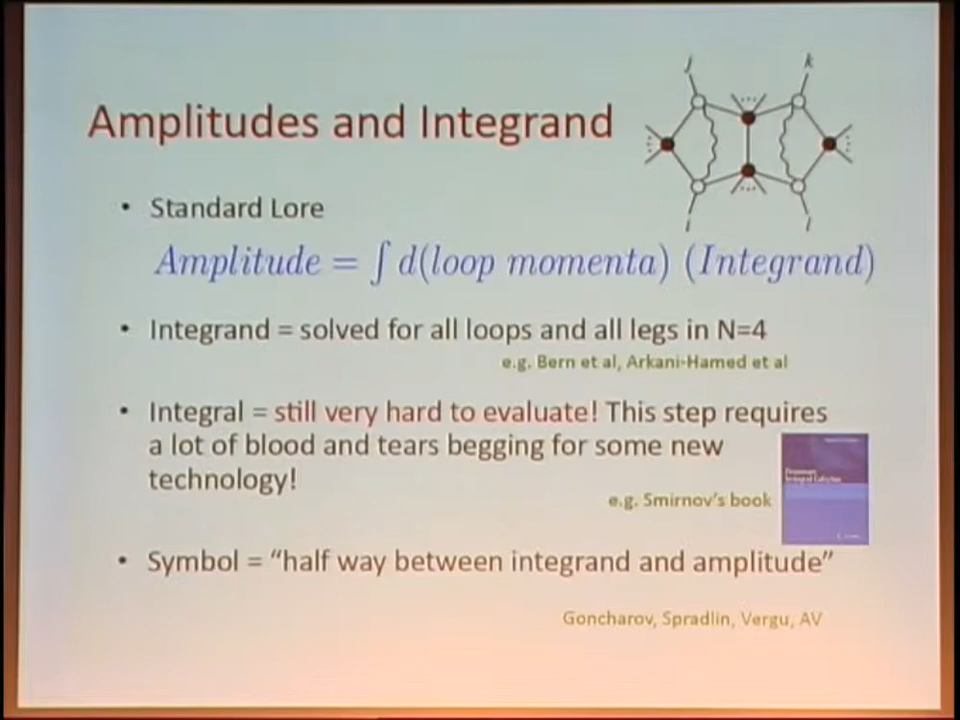 j
k
i
l
Amplitudes and Integrand
• Standard Lore
Amplitude = ∫ d(loop momenta) (Integrand)
• Integrand = solved for all loops and all legs in N=4
e.g. Bern et al, Arkani-Hamed et al
• Integral = still very hard to evaluate! This step requires
a lot of blood and tears begging for some new
technology!
Feynman
Integral Calculus
e.g. Smirnov's book
• Symbol = "half way between integrand and amplitude"
Goncharov, Spradlin, Vergu, AV